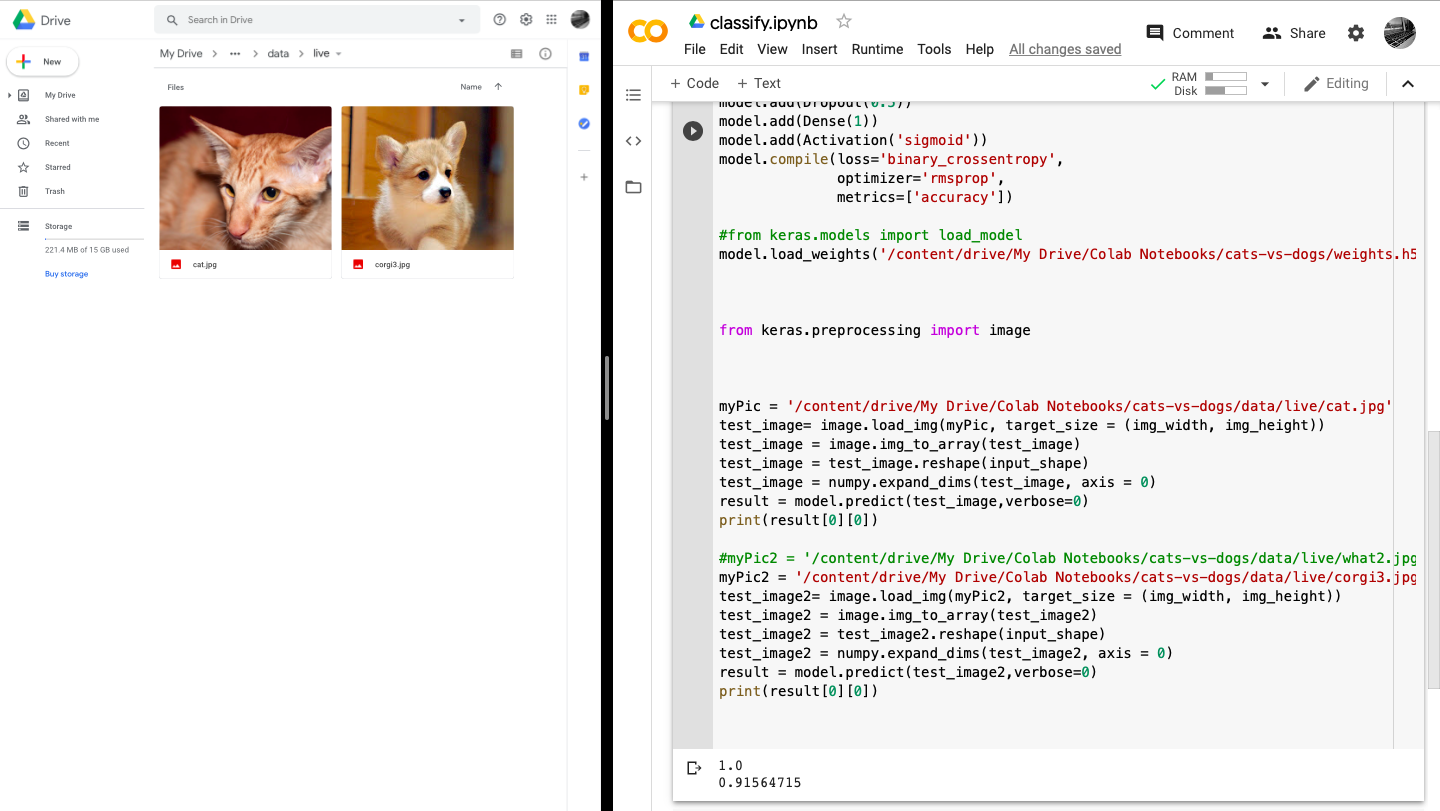 Drive
Search in Drive
New
My Drive
Shared with me
Recent
Starred
Trash
Storage
221.4 MB of 15 GB used
Buy storage
My Drive > ... > data > live
Files
Name
cat.jpg
corgi3.jpg
classify.ipynb
File Edit View Insert Runtime Tools Help All changes saved
Comment
Share
+ Code + Text
RAM
Disk
Editing
model.add(Dropout(0.5))
model.add(Dense(1))
model.add(Activation('sigmoid'))
model.compile(loss='binary_crossentropy',
optimizer='rmsprop',
metrics=['accuracy'])
#from keras.models import load_model
model.load_weights('/content/drive/My Drive/Colab Notebooks/cats-vs-dogs/weights.h5
from keras.preprocessing import image
myPic = '/content/drive/My Drive/Colab Notebooks/cats-vs-dogs/data/live/cat.jpg'
test_image= image.load_img(myPic, target_size = (img_width, img_height))
test_image = image.img_to_array(test_image)
test_image = test_image.reshape(input_shape)
test_image = numpy.expand_dims(test_image, axis = 0)
result = model.predict(test_image,verbose=0)
print(result[0][0])
#myPic2 = '/content/drive/My Drive/Colab Notebooks/cats-vs-dogs/data/live/what2.jpg
myPic2 = '/content/drive/My Drive/Colab Notebooks/cats-vs-dogs/data/live/corgi3.jpg
test_image2= image.load_img(myPic2, target_size = (img_width, img_height))
test_image2 = image.img_to_array(test_image2)
test_image2 = test_image2.reshape(input_shape)
test_image2 = numpy.expand_dims(test_image2, axis = 0)
result = model.predict(test_image2,verbose=0)
print(result[0][0])
1.0
0.91564715